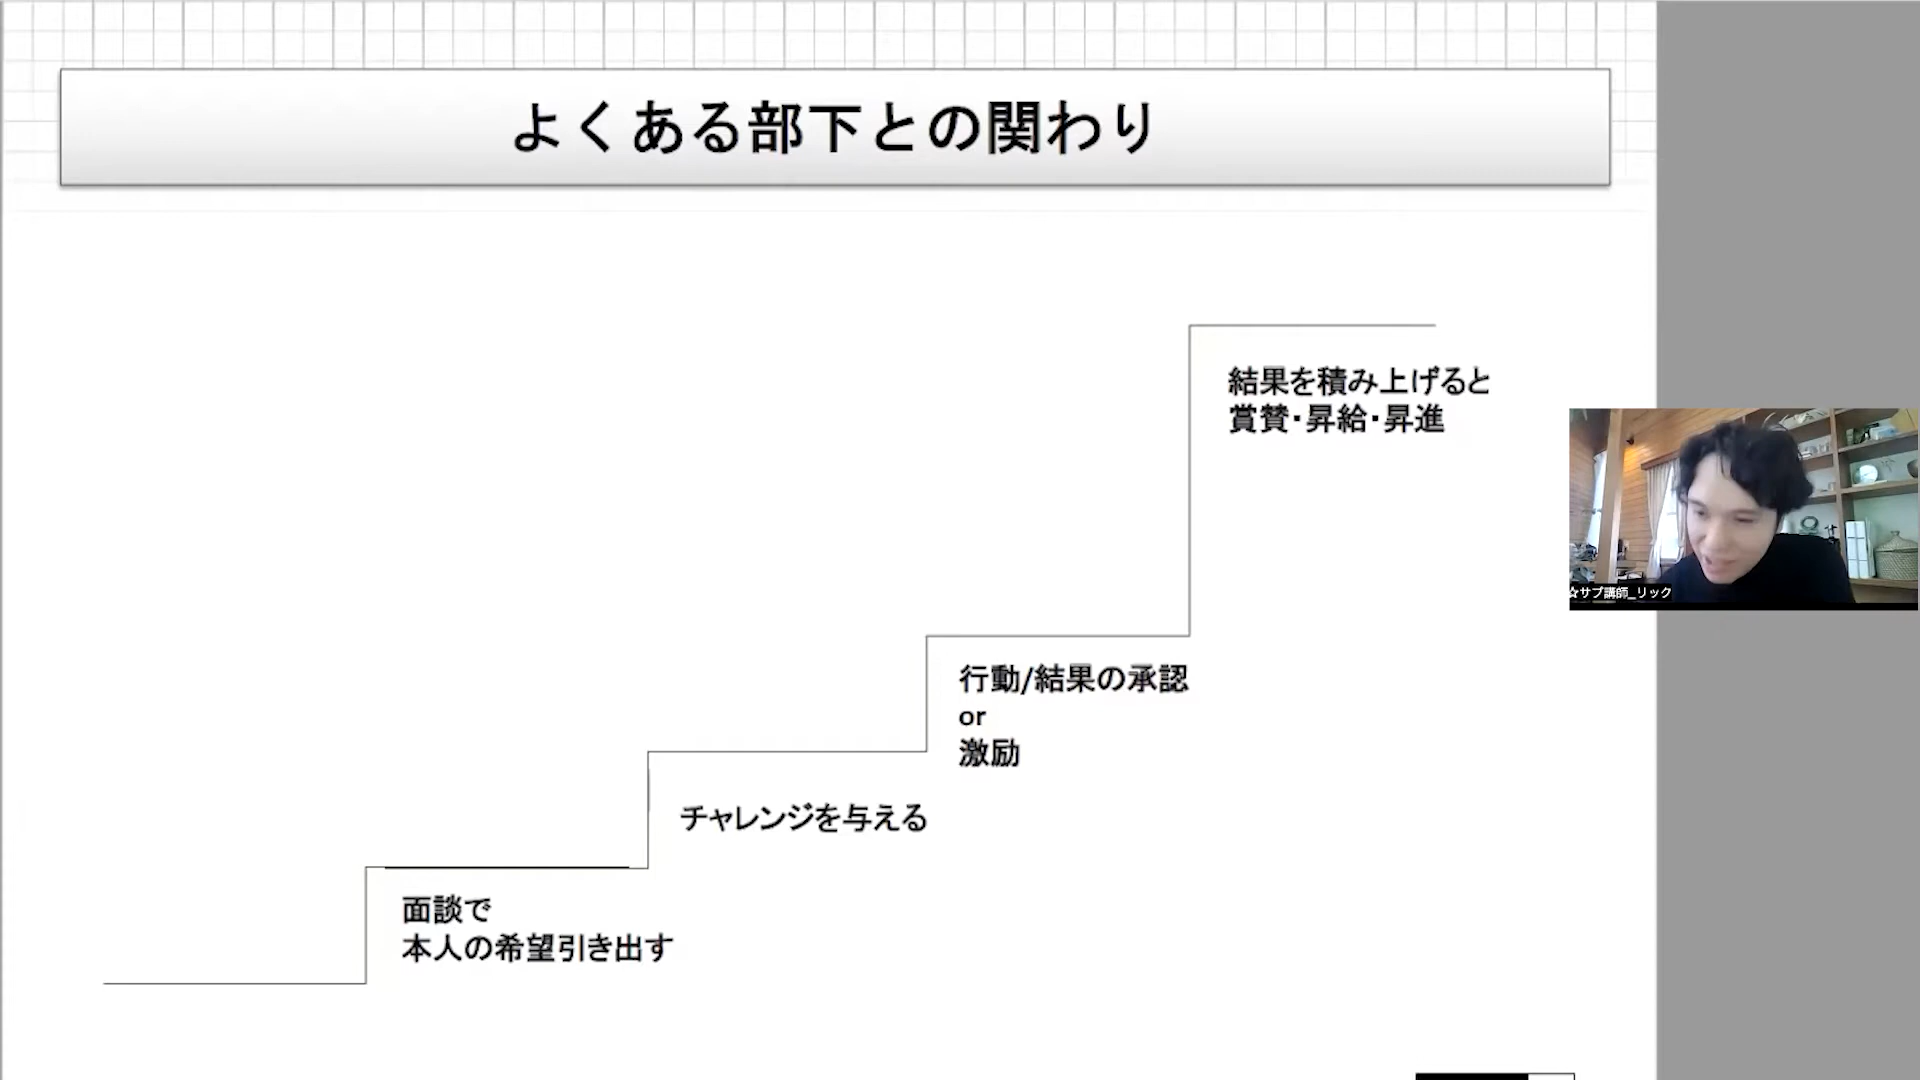 よくある部下との関わり
結果を積み上げると
賞賛・昇給・昇進
☆サブ講師_リック
行動/結果の承認
or
激励
チャレンジを与える
面談で
本人の希望引き出す